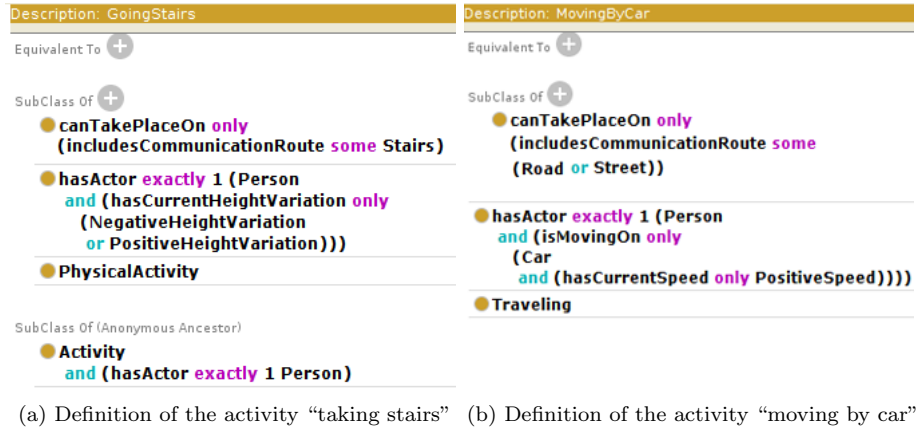 Description: GoingStairs
Equivalent To
SubClass Of
canTakePlaceOn only
(includesCommunicationRoute some Stairs)
hasActor exactly 1 (Person
and (hasCurrentHeightVariation only
(NegativeHeightVariation
or PositiveHeightVariation)))
PhysicalActivity
SubClass Of (Anonymous Ancestor)
Activity
and (hasActor exactly 1 Person)
(a) Definition of the activity “taking stairs”
Description: MovingByCar
Equivalent To
SubClass Of
canTakePlaceOn only
(includesCommunicationRoute some
(Road or Street))
hasActor exactly 1 (Person
and (isMovingOn only
(Car
and (hasCurrentSpeed only PositiveSpeed))))
Traveling
(b) Definition of the activity “moving by car”